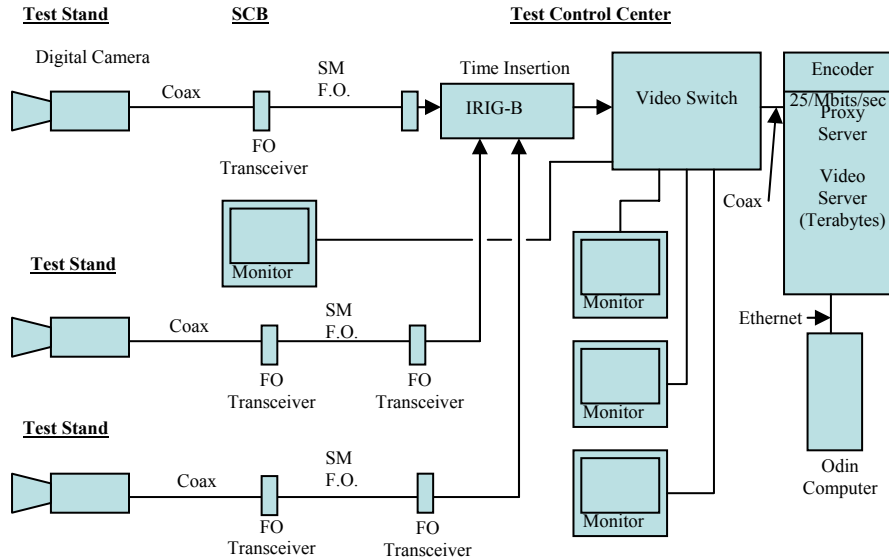 Test Stand
SCB
Test Control Center
Digital Camera
Coax
SM
F.O.
FO
Transceiver
Time Insertion
IRIG-B
Video Switch
Encoder
25/Mbits/sec
Proxy
Server
Video
Server
(Terabytes)
Coax
Monitor
Monitor
Monitor
Monitor
Ethernet
Odin
Computer
Test Stand
Coax
SM
F.O.
FO
Transceiver
FO
Transceiver
Test Stand
Coax
SM
F.O.
FO
Transceiver
FO
Transceiver